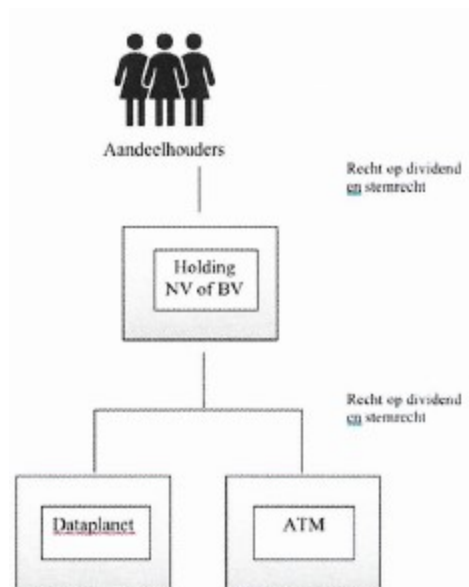 Aandeelhouders
Recht op dividend
en stemrecht
Holding
NV of BV
Recht op dividend
en stemrecht
Dataplanet
ATM